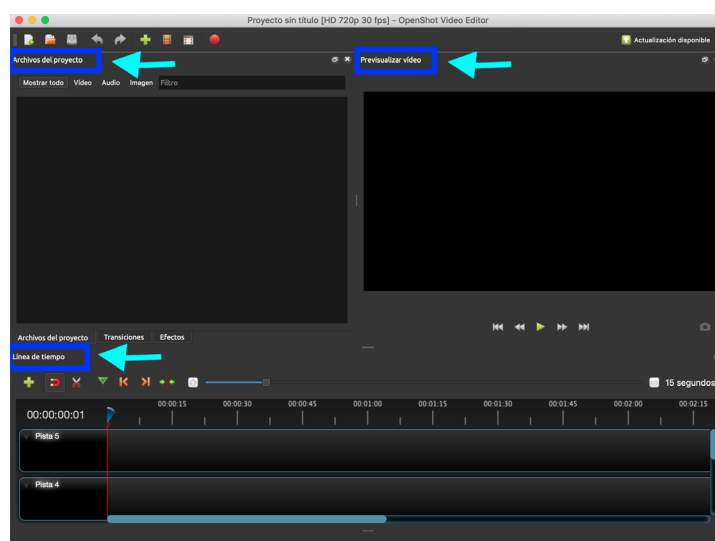 Proyecto sin título [HD 720p 30 fps] - OpenShot Video Editor
Actualización disponible
Archivos del proyecto
Previsualizar vídeo
Mostrar todo Vídeo Audio Imagen Filtro
Archivos del proyecto Transiciones Efectos
Línea de tiempo
15 segundos
00:00:00:01
00:00:15 00:00:30 00:00:45 00:01:00 00:01:15 00:01:30 00:01:45 00:02:00 00:02:15
Pista 5
Pista 4